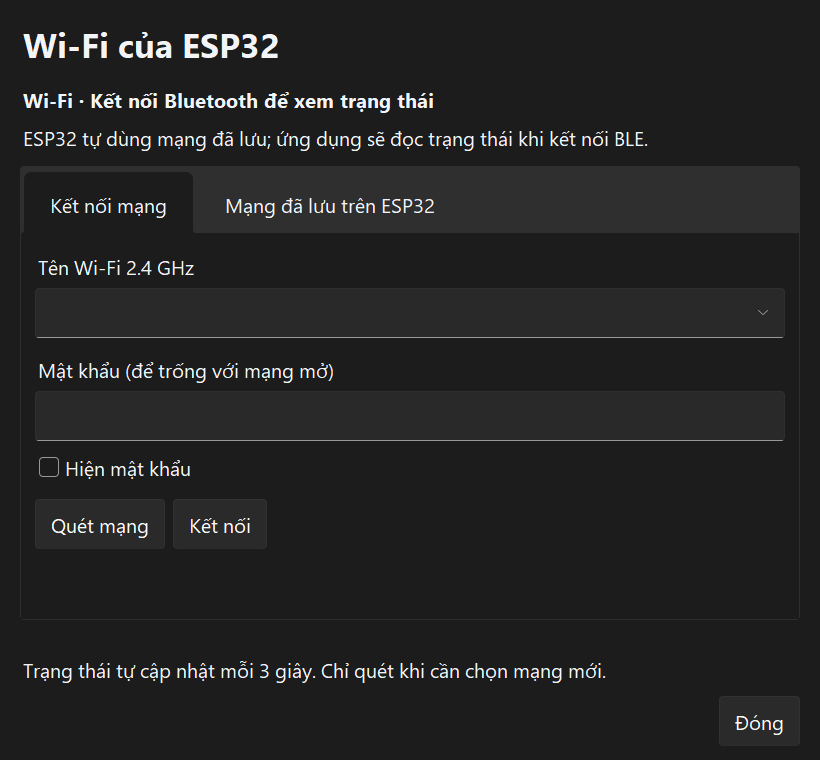 Wi-Fi của ESP32
Wi-Fi · Kết nối Bluetooth để xem trạng thái
ESP32 tự dùng mạng đã lưu; ứng dụng sẽ đọc trạng thái khi kết nối BLE.
Kết nối mạng
Mạng đã lưu trên ESP32
Tên Wi-Fi 2.4 GHz
Mật khẩu (để trống với mạng mở)
Hiện mật khẩu
Quét mạng
Kết nối
Trạng thái tự cập nhật mỗi 3 giây. Chỉ quét khi cần chọn mạng mới.
Đóng